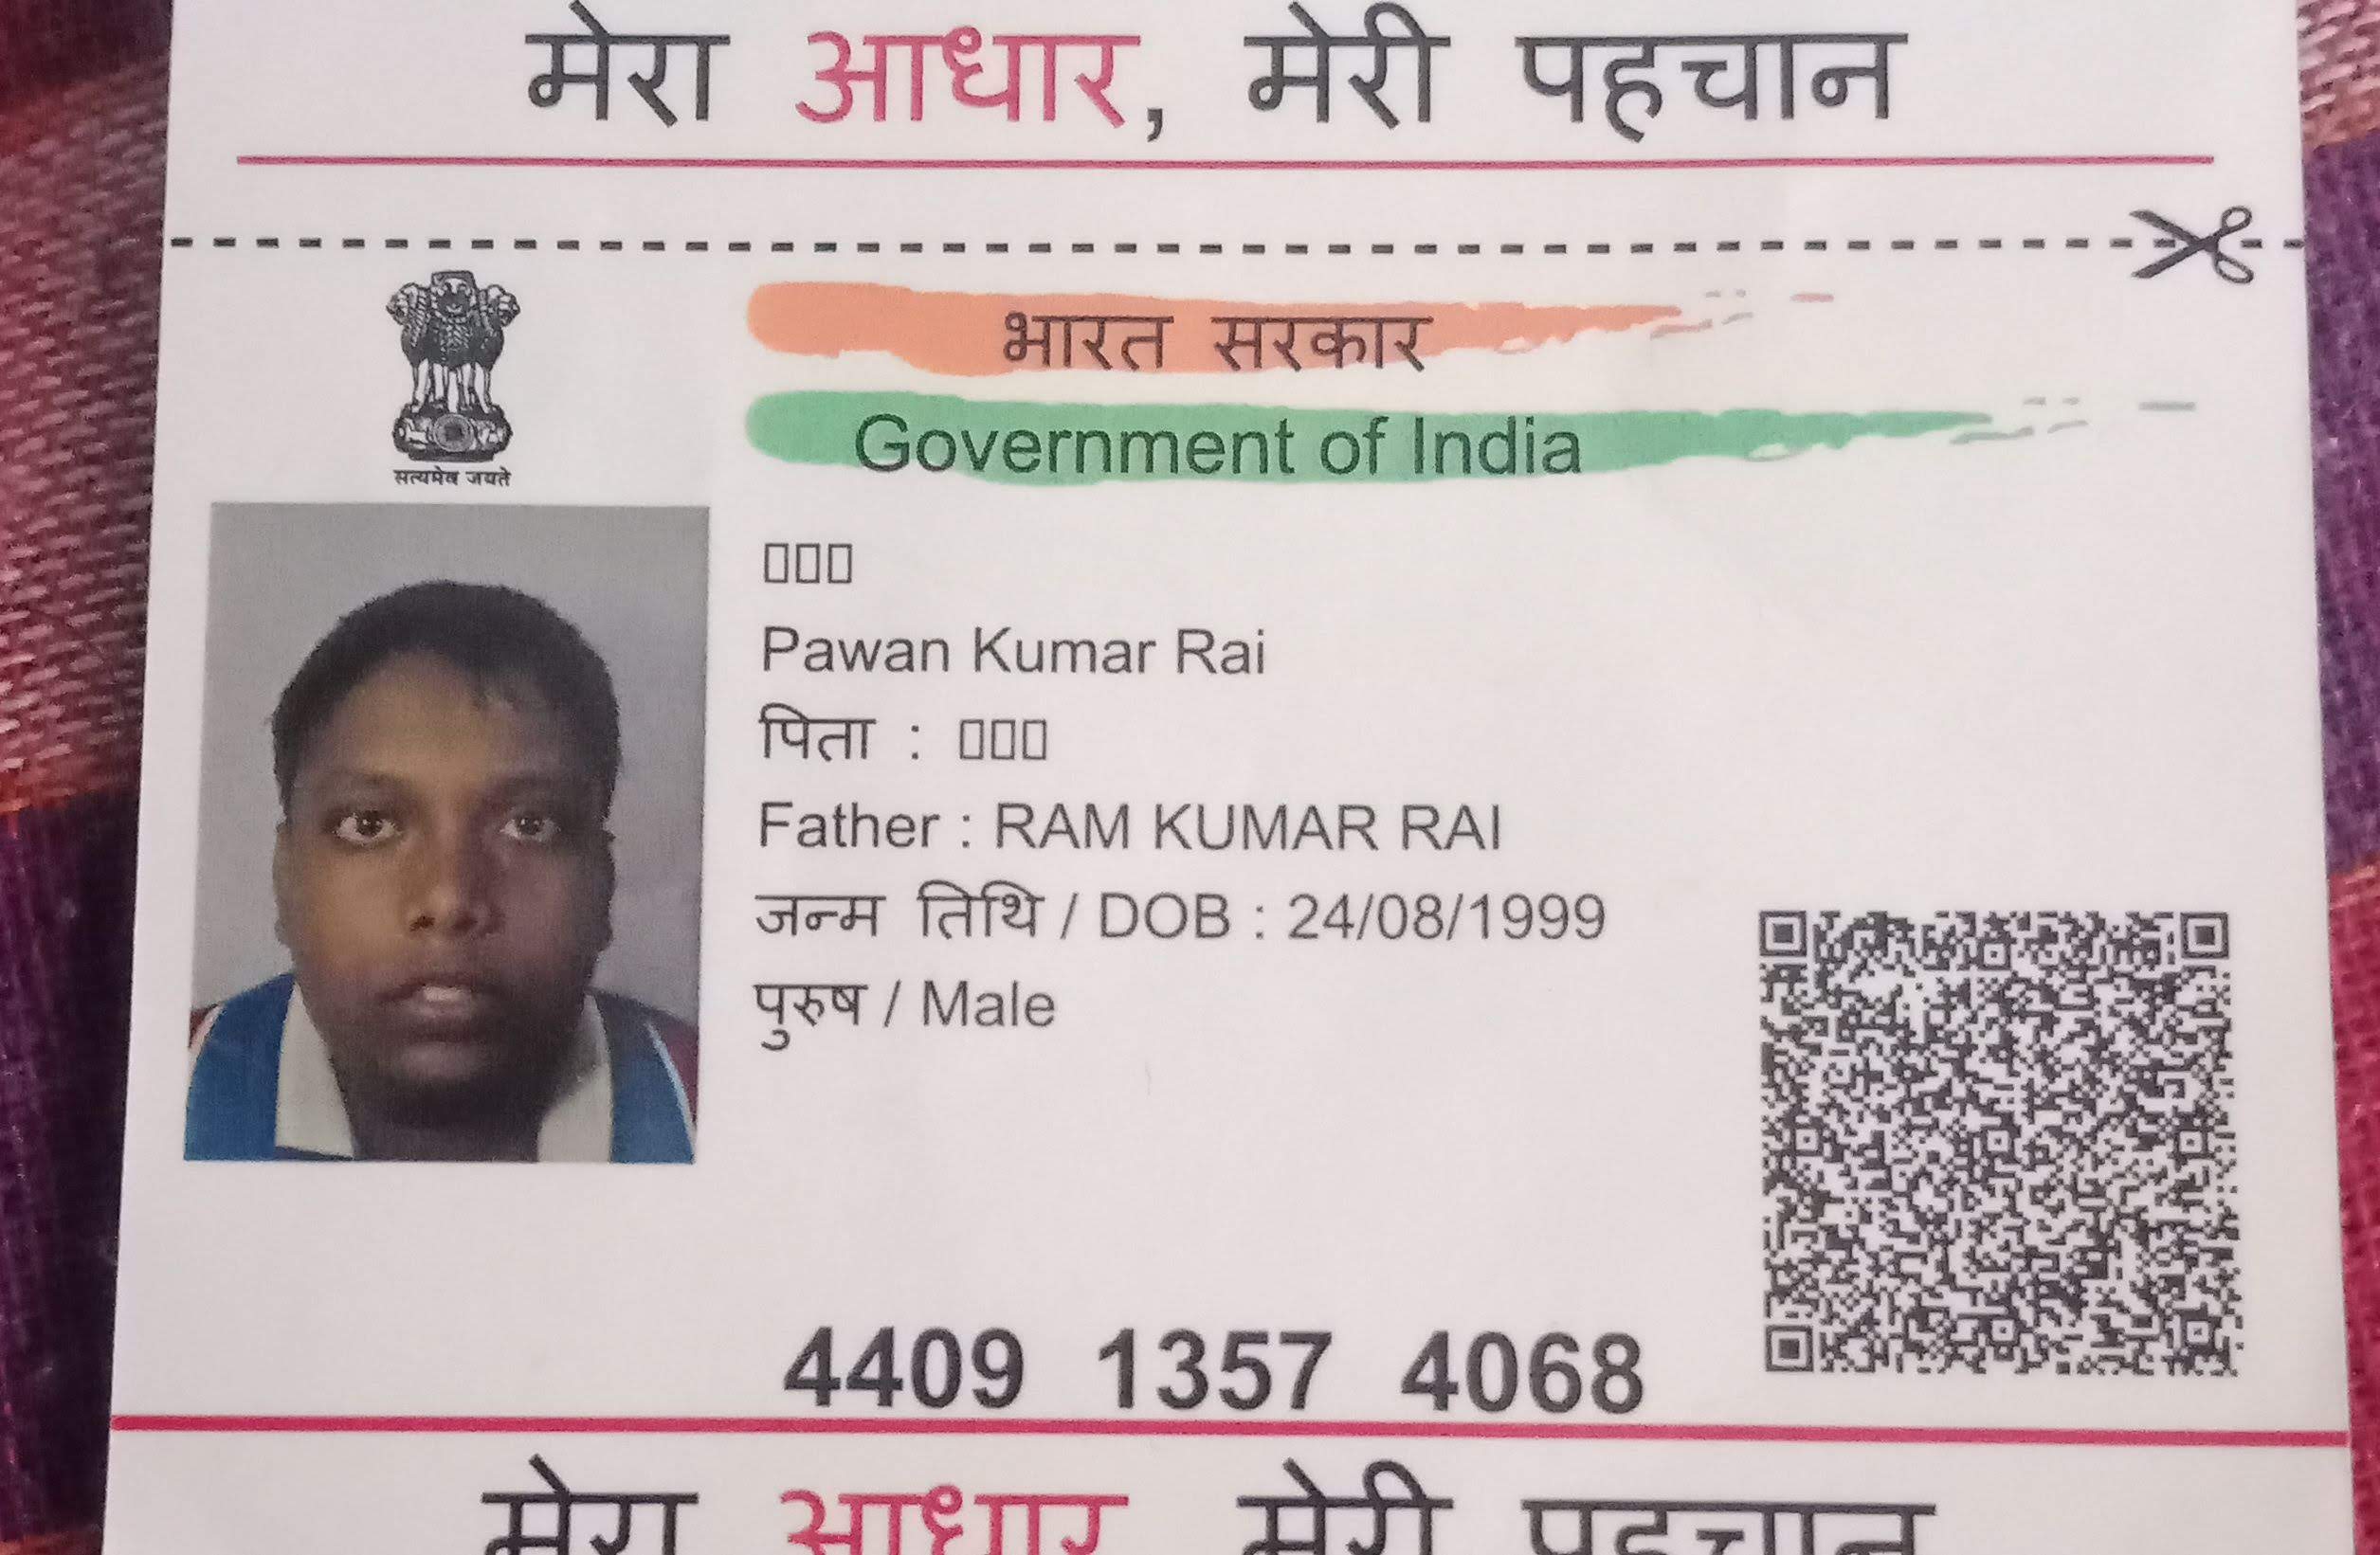 मेरा आधार, मेरी पहचान
सत्यमेव जयते
भारत सरकार
Government of India
▯▯▯
Pawan Kumar Rai
पिता : ▯▯▯
Father : RAM KUMAR RAI
जन्म तिथि / DOB : 24/08/1999
पुरुष / Male
4409 1357 4068
मेरा आधार मेरी पहचान